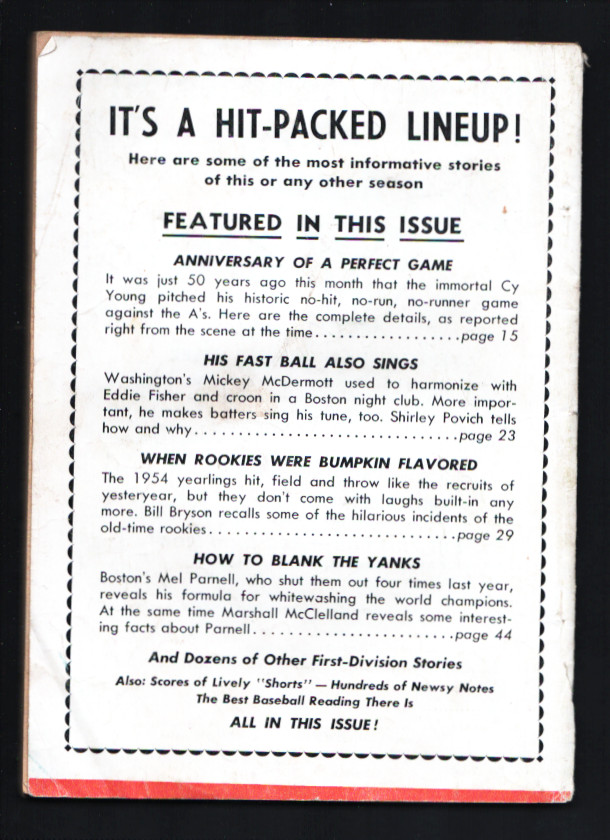 IT'S A HIT-PACKED LINEUP!
Here are some of the most informative stories
of this or any other season
FEATURED IN THIS ISSUE
ANNIVERSARY OF A PERFECT GAME
It was just 50 years ago this month that the immortal Cy
Young pitched his historic no-hit, no-run, no-runner game
against the A's. Here are the complete details, as reported
right from the scene at the time..................page 15
HIS FAST BALL ALSO SINGS
Washington's Mickey McDermott used to harmonize with
Eddie Fisher and croon in a Boston night club. More impor-
tant, he makes batters sing his tune, too. Shirley Povich tells
how and why.................................page 23
WHEN ROOKIES WERE BUMPKIN FLAVORED
The 1954 yearlings hit, field and throw like the recruits of
yesteryear, but they don't come with laughs built-in any
more. Bill Bryson recalls some of the hilarious incidents of the
old-time rookies...............................page 29
HOW TO BLANK THE YANKS
Boston's Mel Parnell, who shut them out four times last year,
reveals his formula for whitewashing the world champions.
At the same time Marshall McClelland reveals some interest-
ing facts about Parnell.........................page 44
And Dozens of Other First-Division Stories
Also: Scores of Lively "Shorts" — Hundreds of Newsy Notes
The Best Baseball Reading There Is
ALL IN THIS ISSUE!